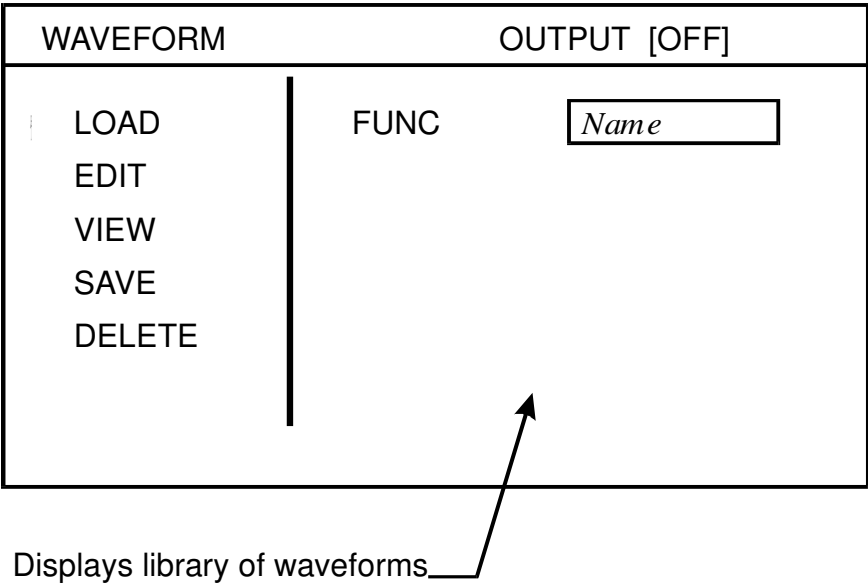 WAVEFORM OUTPUT [OFF]
LOAD FUNC Name
EDIT
VIEW
SAVE
DELETE
Displays library of waveforms